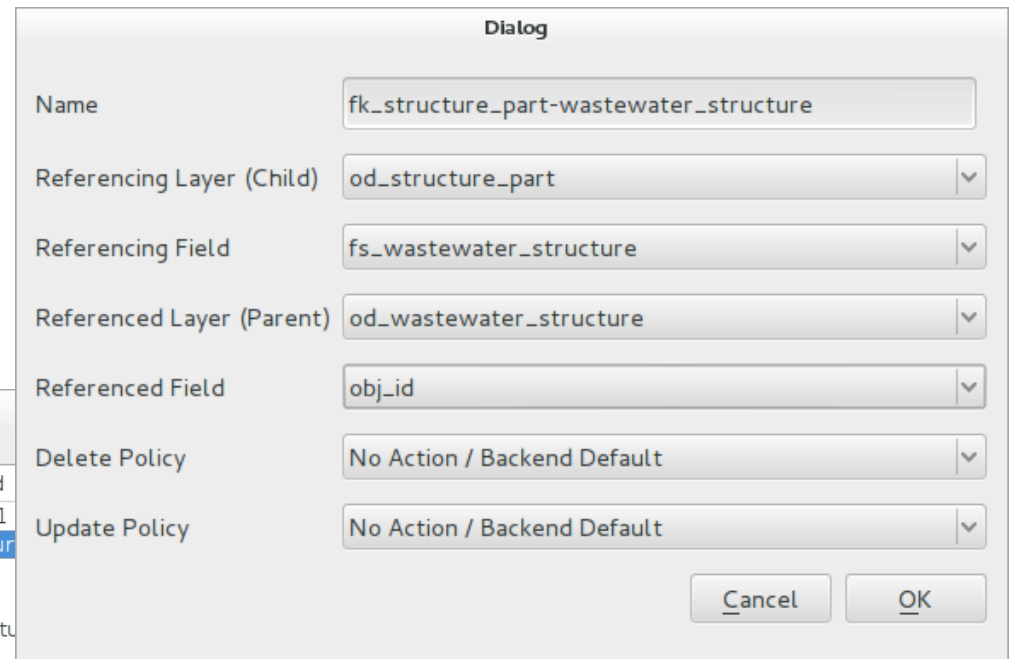 Dialog
Name fk_structure_part-wastewater_structure
Referencing Layer (Child) od_structure_part
Referencing Field fs_wastewater_structure
Referenced Layer (Parent) od_wastewater_structure
Referenced Field obj_id
Delete Policy No Action / Backend Default
Update Policy No Action / Backend Default
Cancel OK